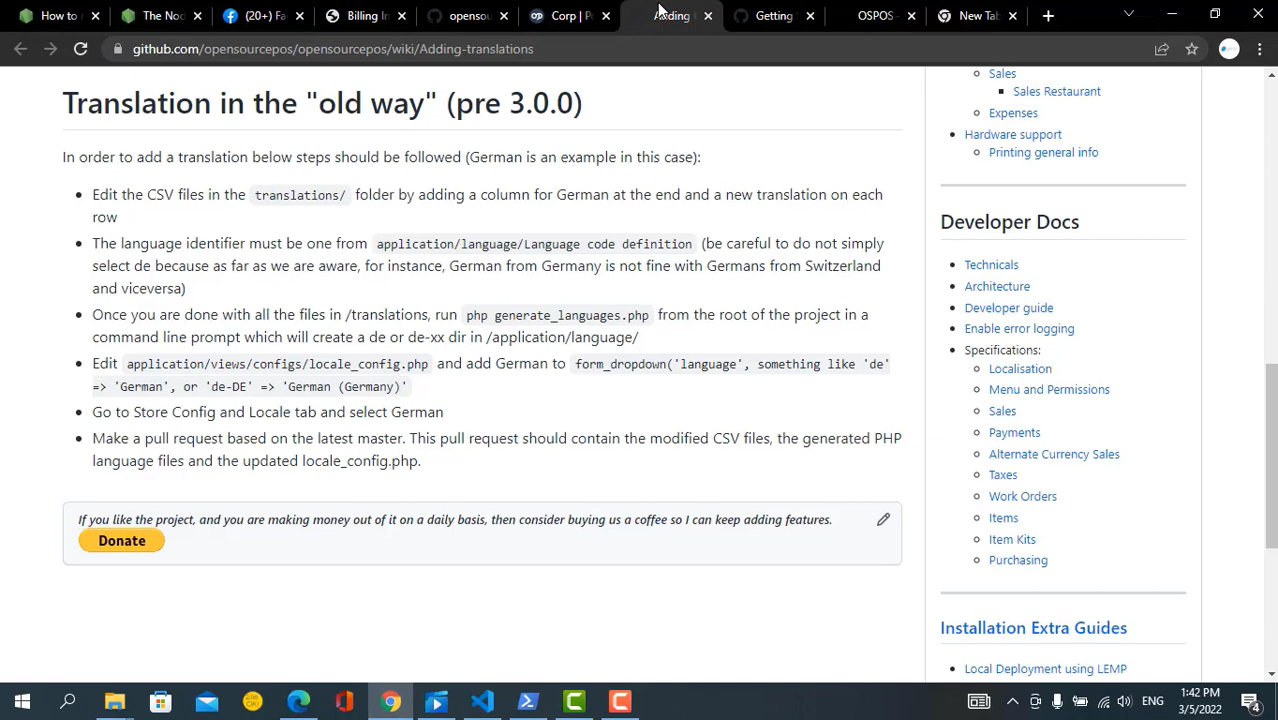 How to
The Nod
(20+) Fa
Billing In
opensou
Corp | P
Adding
Getting
OSPOS -
New Tab
github.com/opensourcepos/opensourcepos/wiki/Adding-translations
Translation in the "old way" (pre 3.0.0)
In order to add a translation below steps should be followed (German is an example in this case):
Edit the CSV files in the translations/ folder by adding a column for German at the end and a new translation on each
row
The language identifier must be one from application/language/Language code definition (be careful to do not simply
select de because as far as we are aware, for instance, German from Germany is not fine with Germans from Switzerland
and viceversa)
Once you are done with all the files in /translations, run php generate_languages.php from the root of the project in a
command line prompt which will create a de or de-xx dir in /application/language/
Edit application/views/configs/locale_config.php and add German to form_dropdown('language', something like 'de'
=> 'German', or 'de-DE' => 'German (Germany)'
Go to Store Config and Locale tab and select German
Make a pull request based on the latest master. This pull request should contain the modified CSV files, the generated PHP
language files and the updated locale_config.php.
If you like the project, and you are making money out of it on a daily basis, then consider buying us a coffee so I can keep adding features.
Donate
Sales
Sales Restaurant
Expenses
Hardware support
Printing general info
Developer Docs
Technicals
Architecture
Developer guide
Enable error logging
Specifications:
Localisation
Menu and Permissions
Sales
Payments
Alternate Currency Sales
Taxes
Work Orders
Items
Item Kits
Purchasing
Installation Extra Guides
Local Deployment using LEMP
ENG
1:42 PM
3/5/2022
4